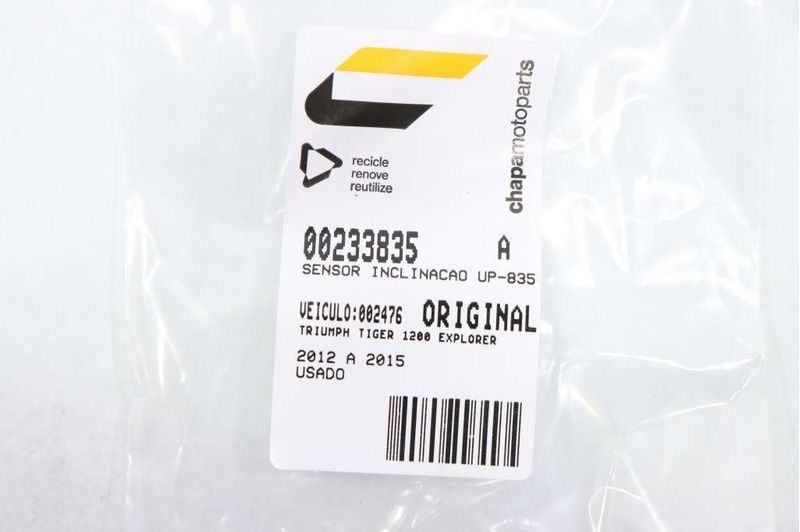 chapamotoparts
recicle
renove
reutilize
00233835 A
SENSOR INCLINACAO UP-835
VEICULO:002476 ORIGINAL
TRIUMPH TIGER 1200 EXPLORER
2012 A 2015
USADO